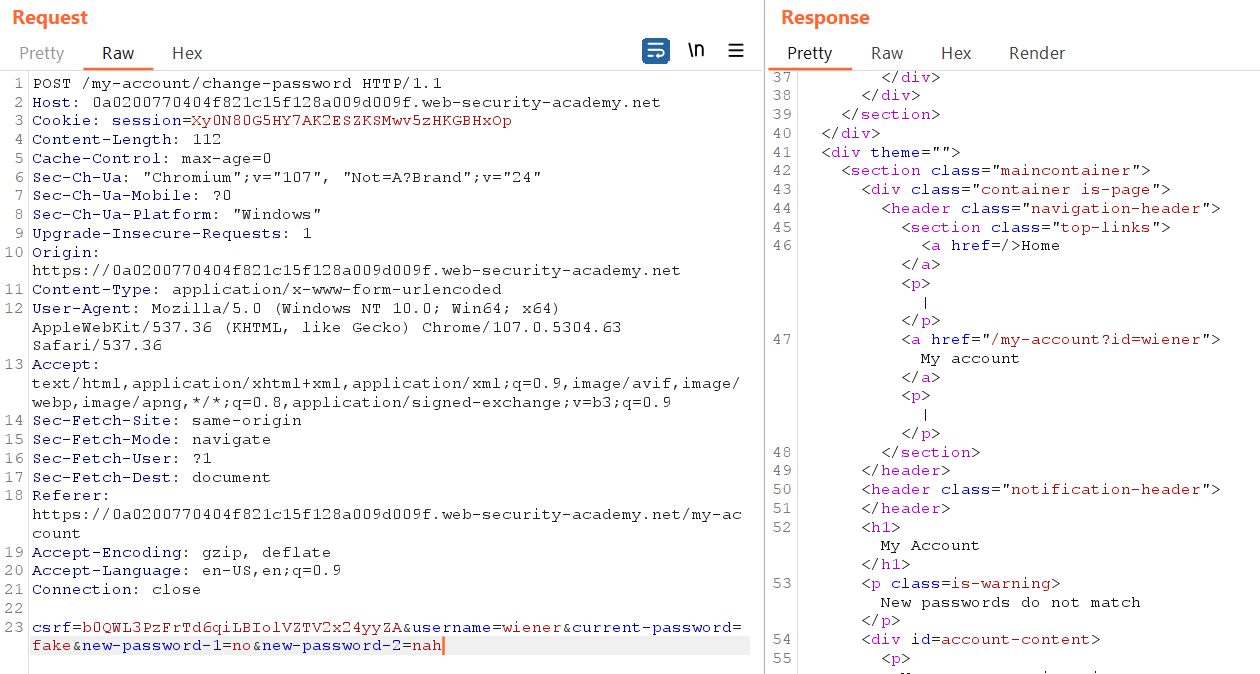 Request
Pretty Raw Hex
\n
1 POST /my-account/change-password HTTP/1.1
2 Host: 0a0200770404f821c15f128a009d009f.web-security-academy.net
3 Cookie: session=Xy0N80G5HY7AK2ESZKSMwv5zHKGBHxOp
4 Content-Length: 112
5 Cache-Control: max-age=0
6 Sec-Ch-Ua: "Chromium";v="107", "Not=A?Brand";v="24"
7 Sec-Ch-Ua-Mobile: ?0
8 Sec-Ch-Ua-Platform: "Windows"
9 Upgrade-Insecure-Requests: 1
10 Origin:
https://0a0200770404f821c15f128a009d009f.web-security-academy.net
11 Content-Type: application/x-www-form-urlencoded
12 User-Agent: Mozilla/5.0 (Windows NT 10.0; Win64; x64)
AppleWebKit/537.36 (KHTML, like Gecko) Chrome/107.0.5304.63
Safari/537.36
13 Accept:
text/html,application/xhtml+xml,application/xml;q=0.9,image/avif,image/
webp,image/apng,*/*;q=0.8,application/signed-exchange;v=b3;q=0.9
14 Sec-Fetch-Site: same-origin
15 Sec-Fetch-Mode: navigate
16 Sec-Fetch-User: ?1
17 Sec-Fetch-Dest: document
18 Referer:
https://0a0200770404f821c15f128a009d009f.web-security-academy.net/my-ac
count
19 Accept-Encoding: gzip, deflate
20 Accept-Language: en-US,en;q=0.9
21 Connection: close
22
23 csrf=b0QWL3PzFrTd6qiLBIolVZTV2x24yyZA&username=wiener&current-password=
fake&new-password-1=no&new-password-2=nah
Response
Pretty Raw Hex Render
37 </div>
38 </div>
39 </section>
40 </div>
41 <div theme="">
42 <section class="maincontainer">
43 <div class="container is-page">
44 <header class="navigation-header">
45 <section class="top-links">
46 <a href=/>Home
</a>
<p>
|
</p>
47 <a href="/my-account?id=wiener">
My account
</a>
<p>
|
</p>
48 </section>
49 </header>
50 <header class="notification-header">
51 </header>
52 <h1>
My Account
</h1>
53 <p class=is-warning>
New passwords do not match
</p>
54 <div id=account-content>
55 <p>